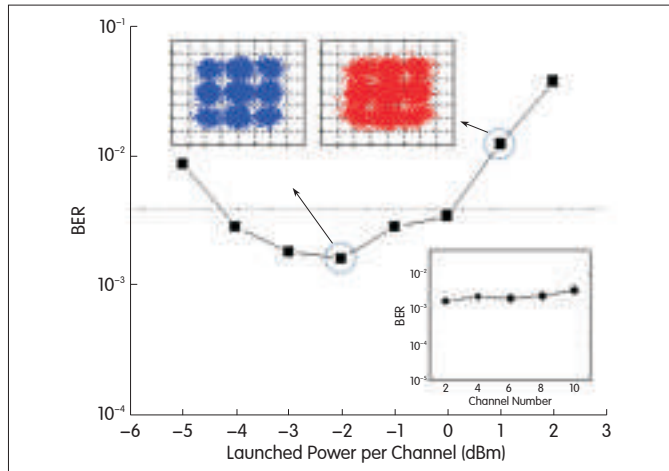 10⁻¹
10⁻²
BER
10⁻³
10⁻⁴
–6 –5 –4 –3 –2 –1 0 1 2 3
Launched Power per Channel (dBm)
10⁻²
10⁻³
BER
10⁻⁴
10⁻⁵
2 4 6 8 10
Channel Number